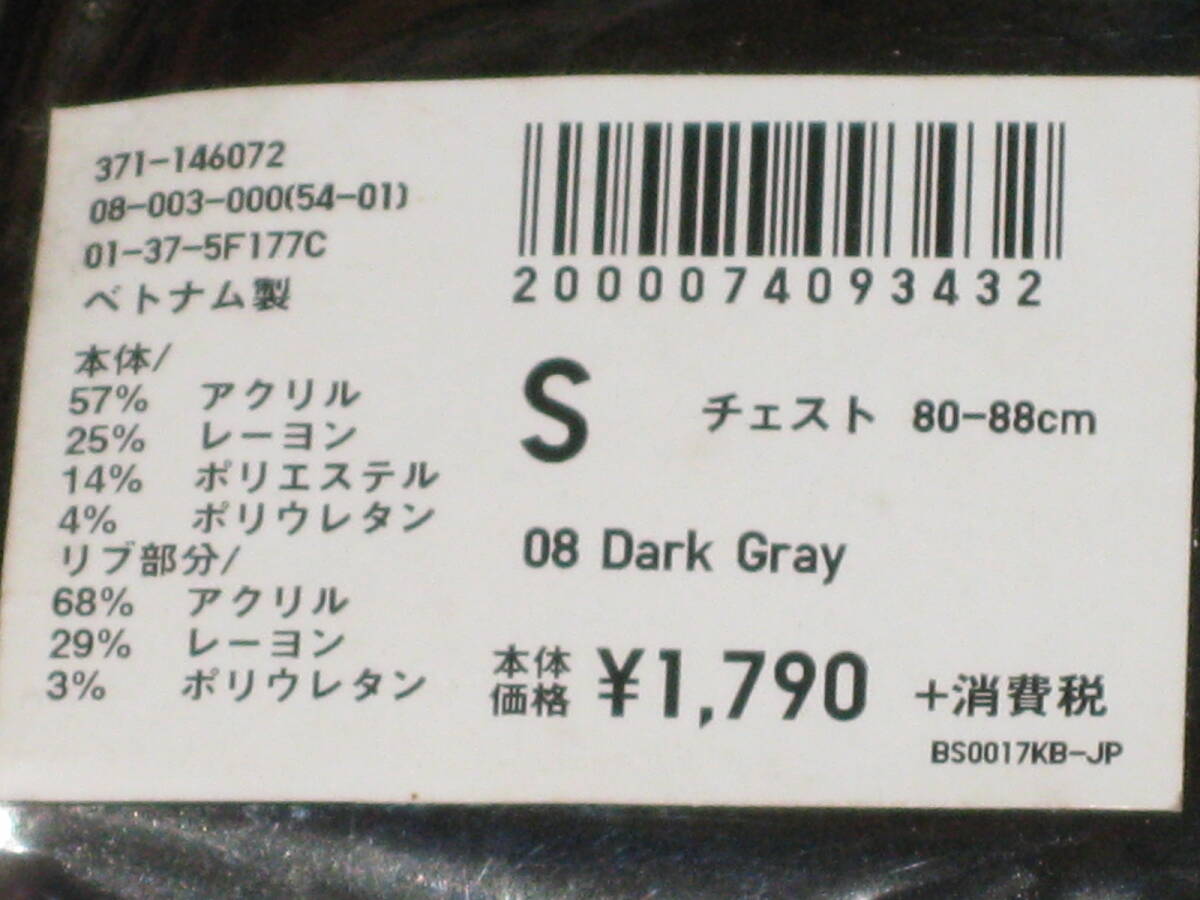 371-146072
08-003-000(54-01)
01-37-5F177C
ベトナム製
本体/
57% アクリル
25% レーヨン
14% ポリエステル
4% ポリウレタン
リブ部分/
68% アクリル
29% レーヨン
3% ポリウレタン
2000074093432
S チェスト 80-88cm
08 Dark Gray
本体価格 ¥1,790 +消費税
BS0017KB-JP